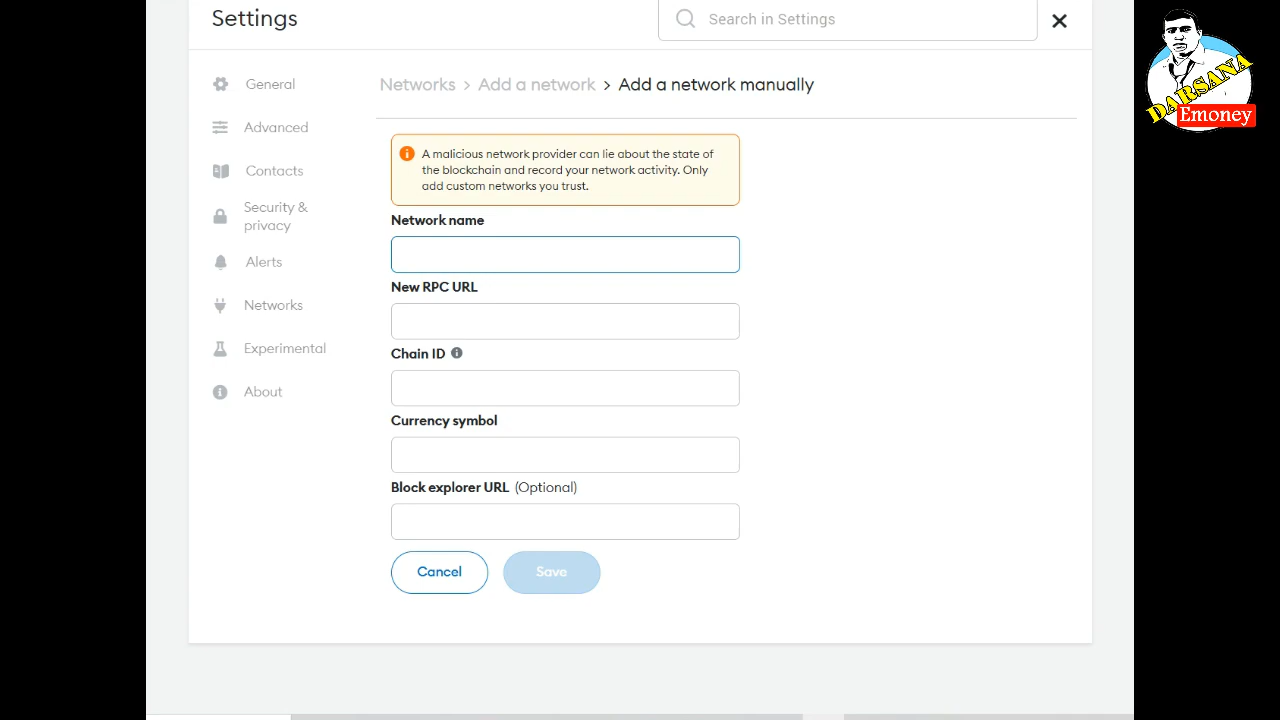 Settings
Search in Settings
General
Advanced
Contacts
Security &
privacy
Alerts
Networks
Experimental
About
Networks > Add a network > Add a network manually
A malicious network provider can lie about the state of
the blockchain and record your network activity. Only
add custom networks you trust.
Network name
New RPC URL
Chain ID
Currency symbol
Block explorer URL (Optional)
Cancel
Save
DARSANA
Emoney